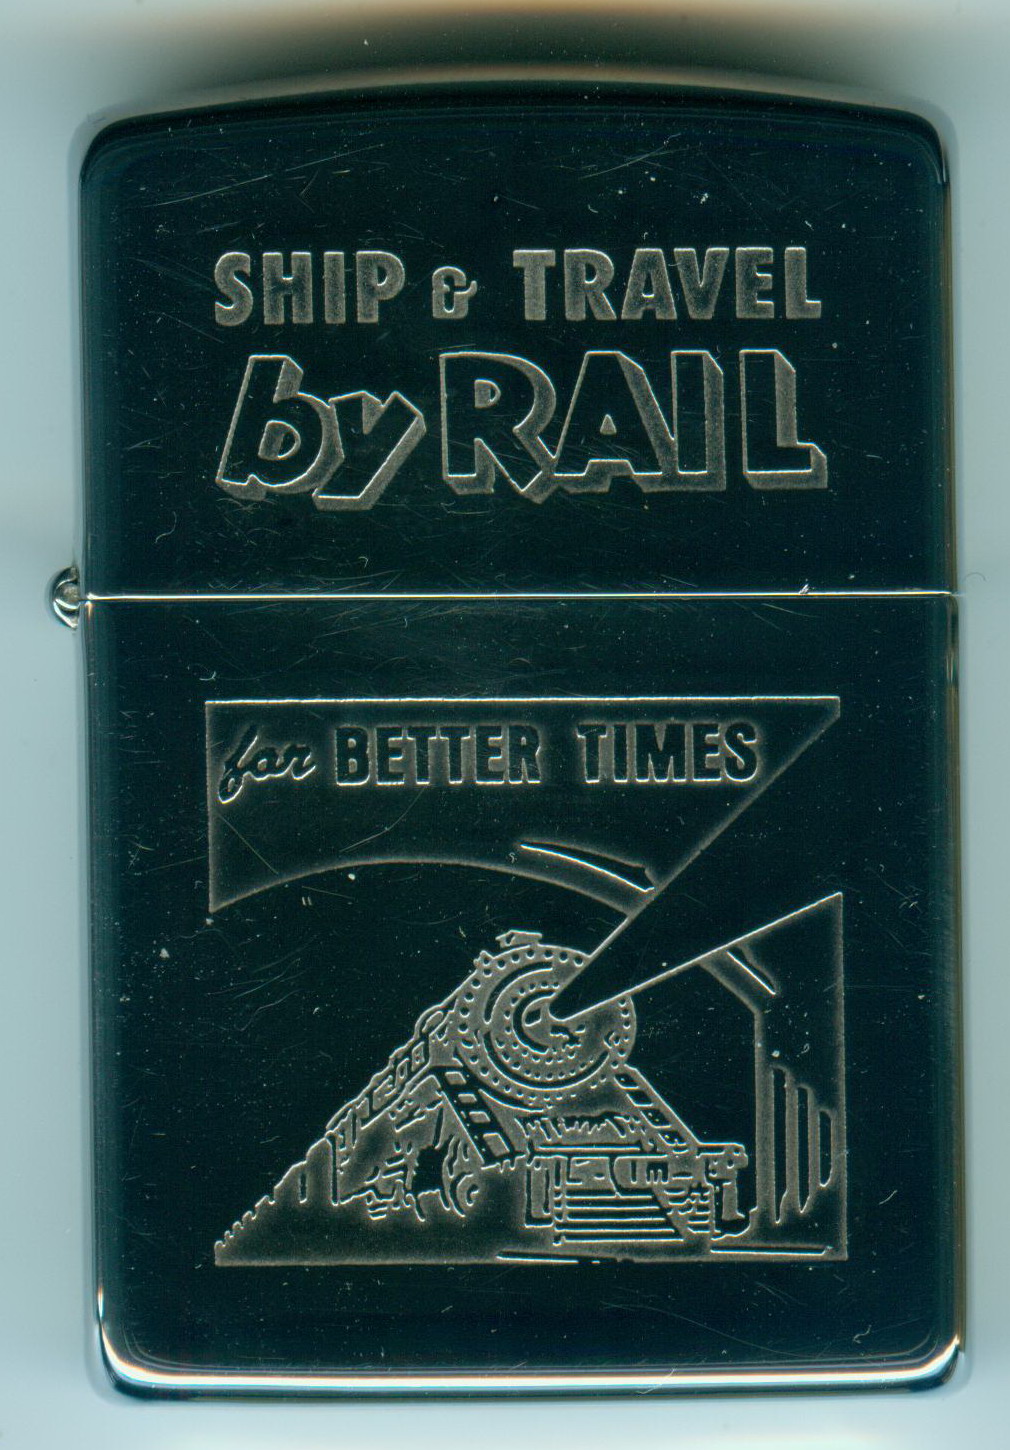 SHIP & TRAVEL
by RAIL
for BETTER TIMES